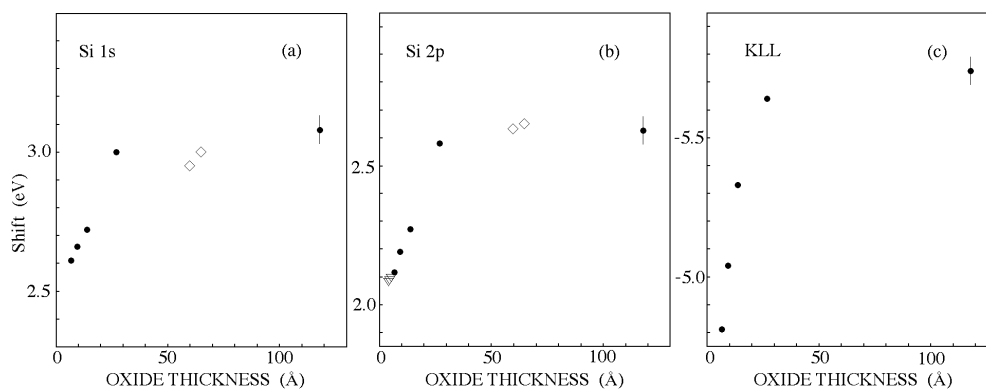 Si 1s (a)
Si 2p (b)
KLL (c)
Shift (eV)
3.0
2.5
2.5
2.0
-5.5
-5.0
0 50 100
0 50 100
0 50 100
OXIDE THICKNESS (Å)
OXIDE THICKNESS (Å)
OXIDE THICKNESS (Å)